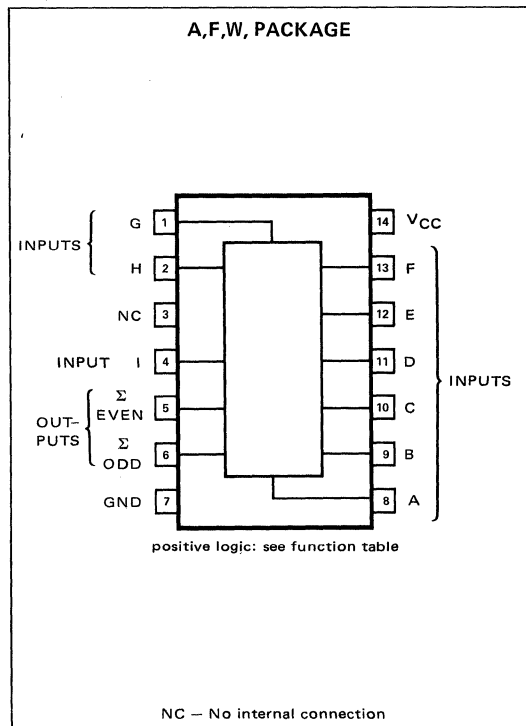 A,F,W, PACKAGE
INPUTS
G 1
H 2
NC 3
INPUT I 4
OUT-
PUTS
Σ
EVEN 5
Σ
ODD 6
GND 7
14 VCC
13 F
12 E
11 D
10 C
9 B
8 A
INPUTS
positive logic: see function table
NC — No internal connection